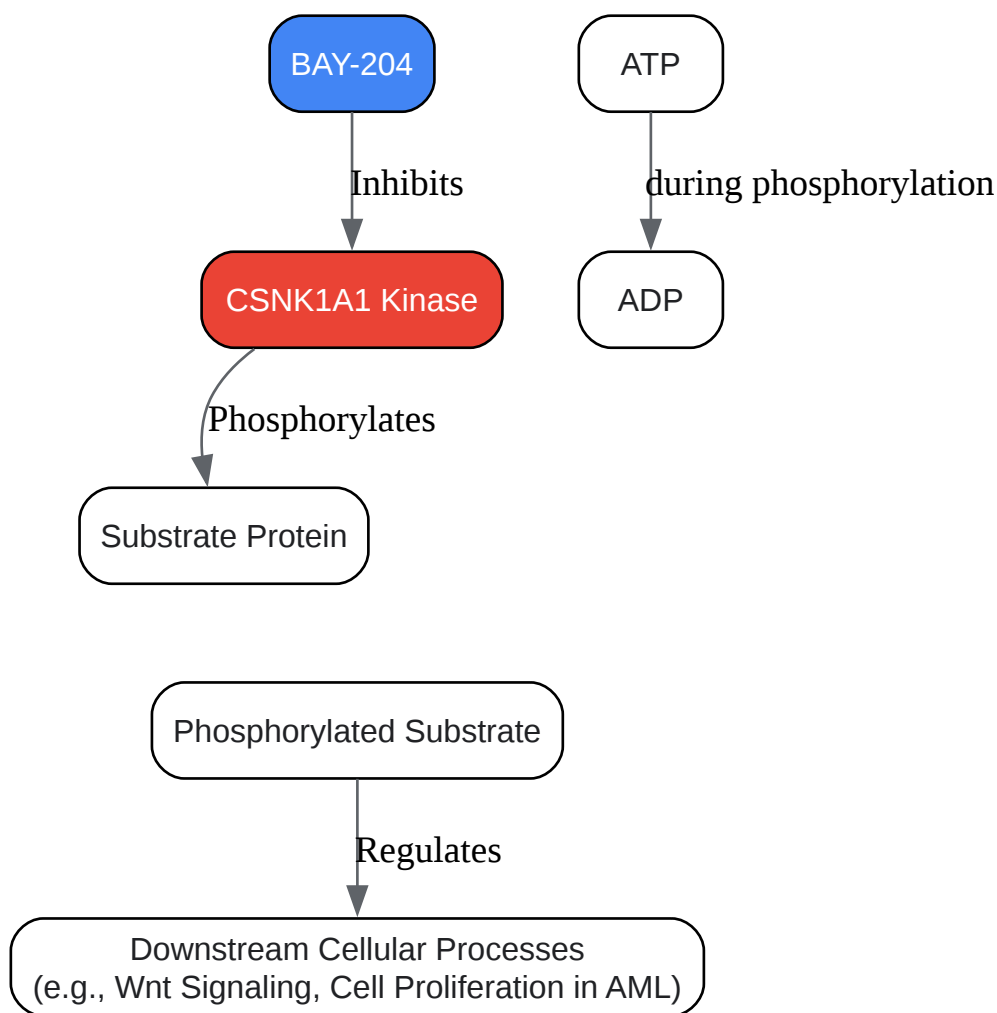 BAY-204
ATP
Inhibits
during phosphorylation
CSNK1A1 Kinase
ADP
Phosphorylates
Substrate Protein
Phosphorylated Substrate
Regulates
Downstream Cellular Processes
(e.g., Wnt Signaling, Cell Proliferation in AML)